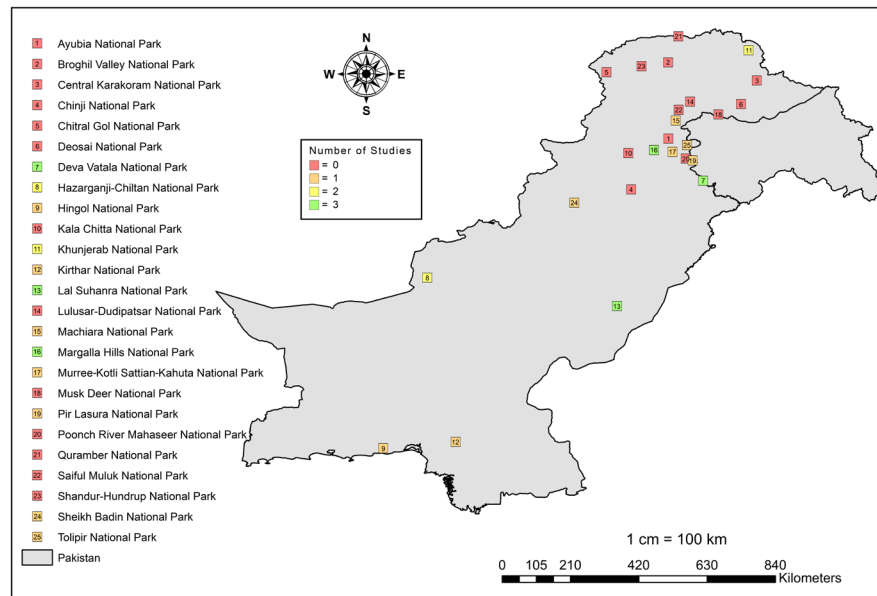 1 Ayubia National Park
2 Broghil Valley National Park
3 Central Karakoram National Park
4 Chinji National Park
5 Chitral Gol National Park
6 Deosai National Park
7 Deva Vatala National Park
8 Hazarganji-Chiltan National Park
9 Hingol National Park
10 Kala Chitta National Park
11 Khunjerab National Park
12 Kirthar National Park
13 Lal Suhanra National Park
14 Lulusar-Dudipatsar National Park
15 Machiara National Park
16 Margalla Hills National Park
17 Murree-Kotli Sattian-Kahuta National Park
18 Musk Deer National Park
19 Pir Lasura National Park
20 Poonch River Mahaseer National Park
21 Quramber National Park
22 Saiful Muluk National Park
23 Shandur-Hundrup National Park
24 Sheikh Badin National Park
25 Tolipir National Park
Pakistan
N
W E
S
Number of Studies
= 0
= 1
= 2
= 3
21
11
2
23
5
3
14
6
22
18
15
1
25
16
17
10
20
19
7
4
24
8
13
12
9
1 cm = 100 km
0 105 210 420 630 840
Kilometers